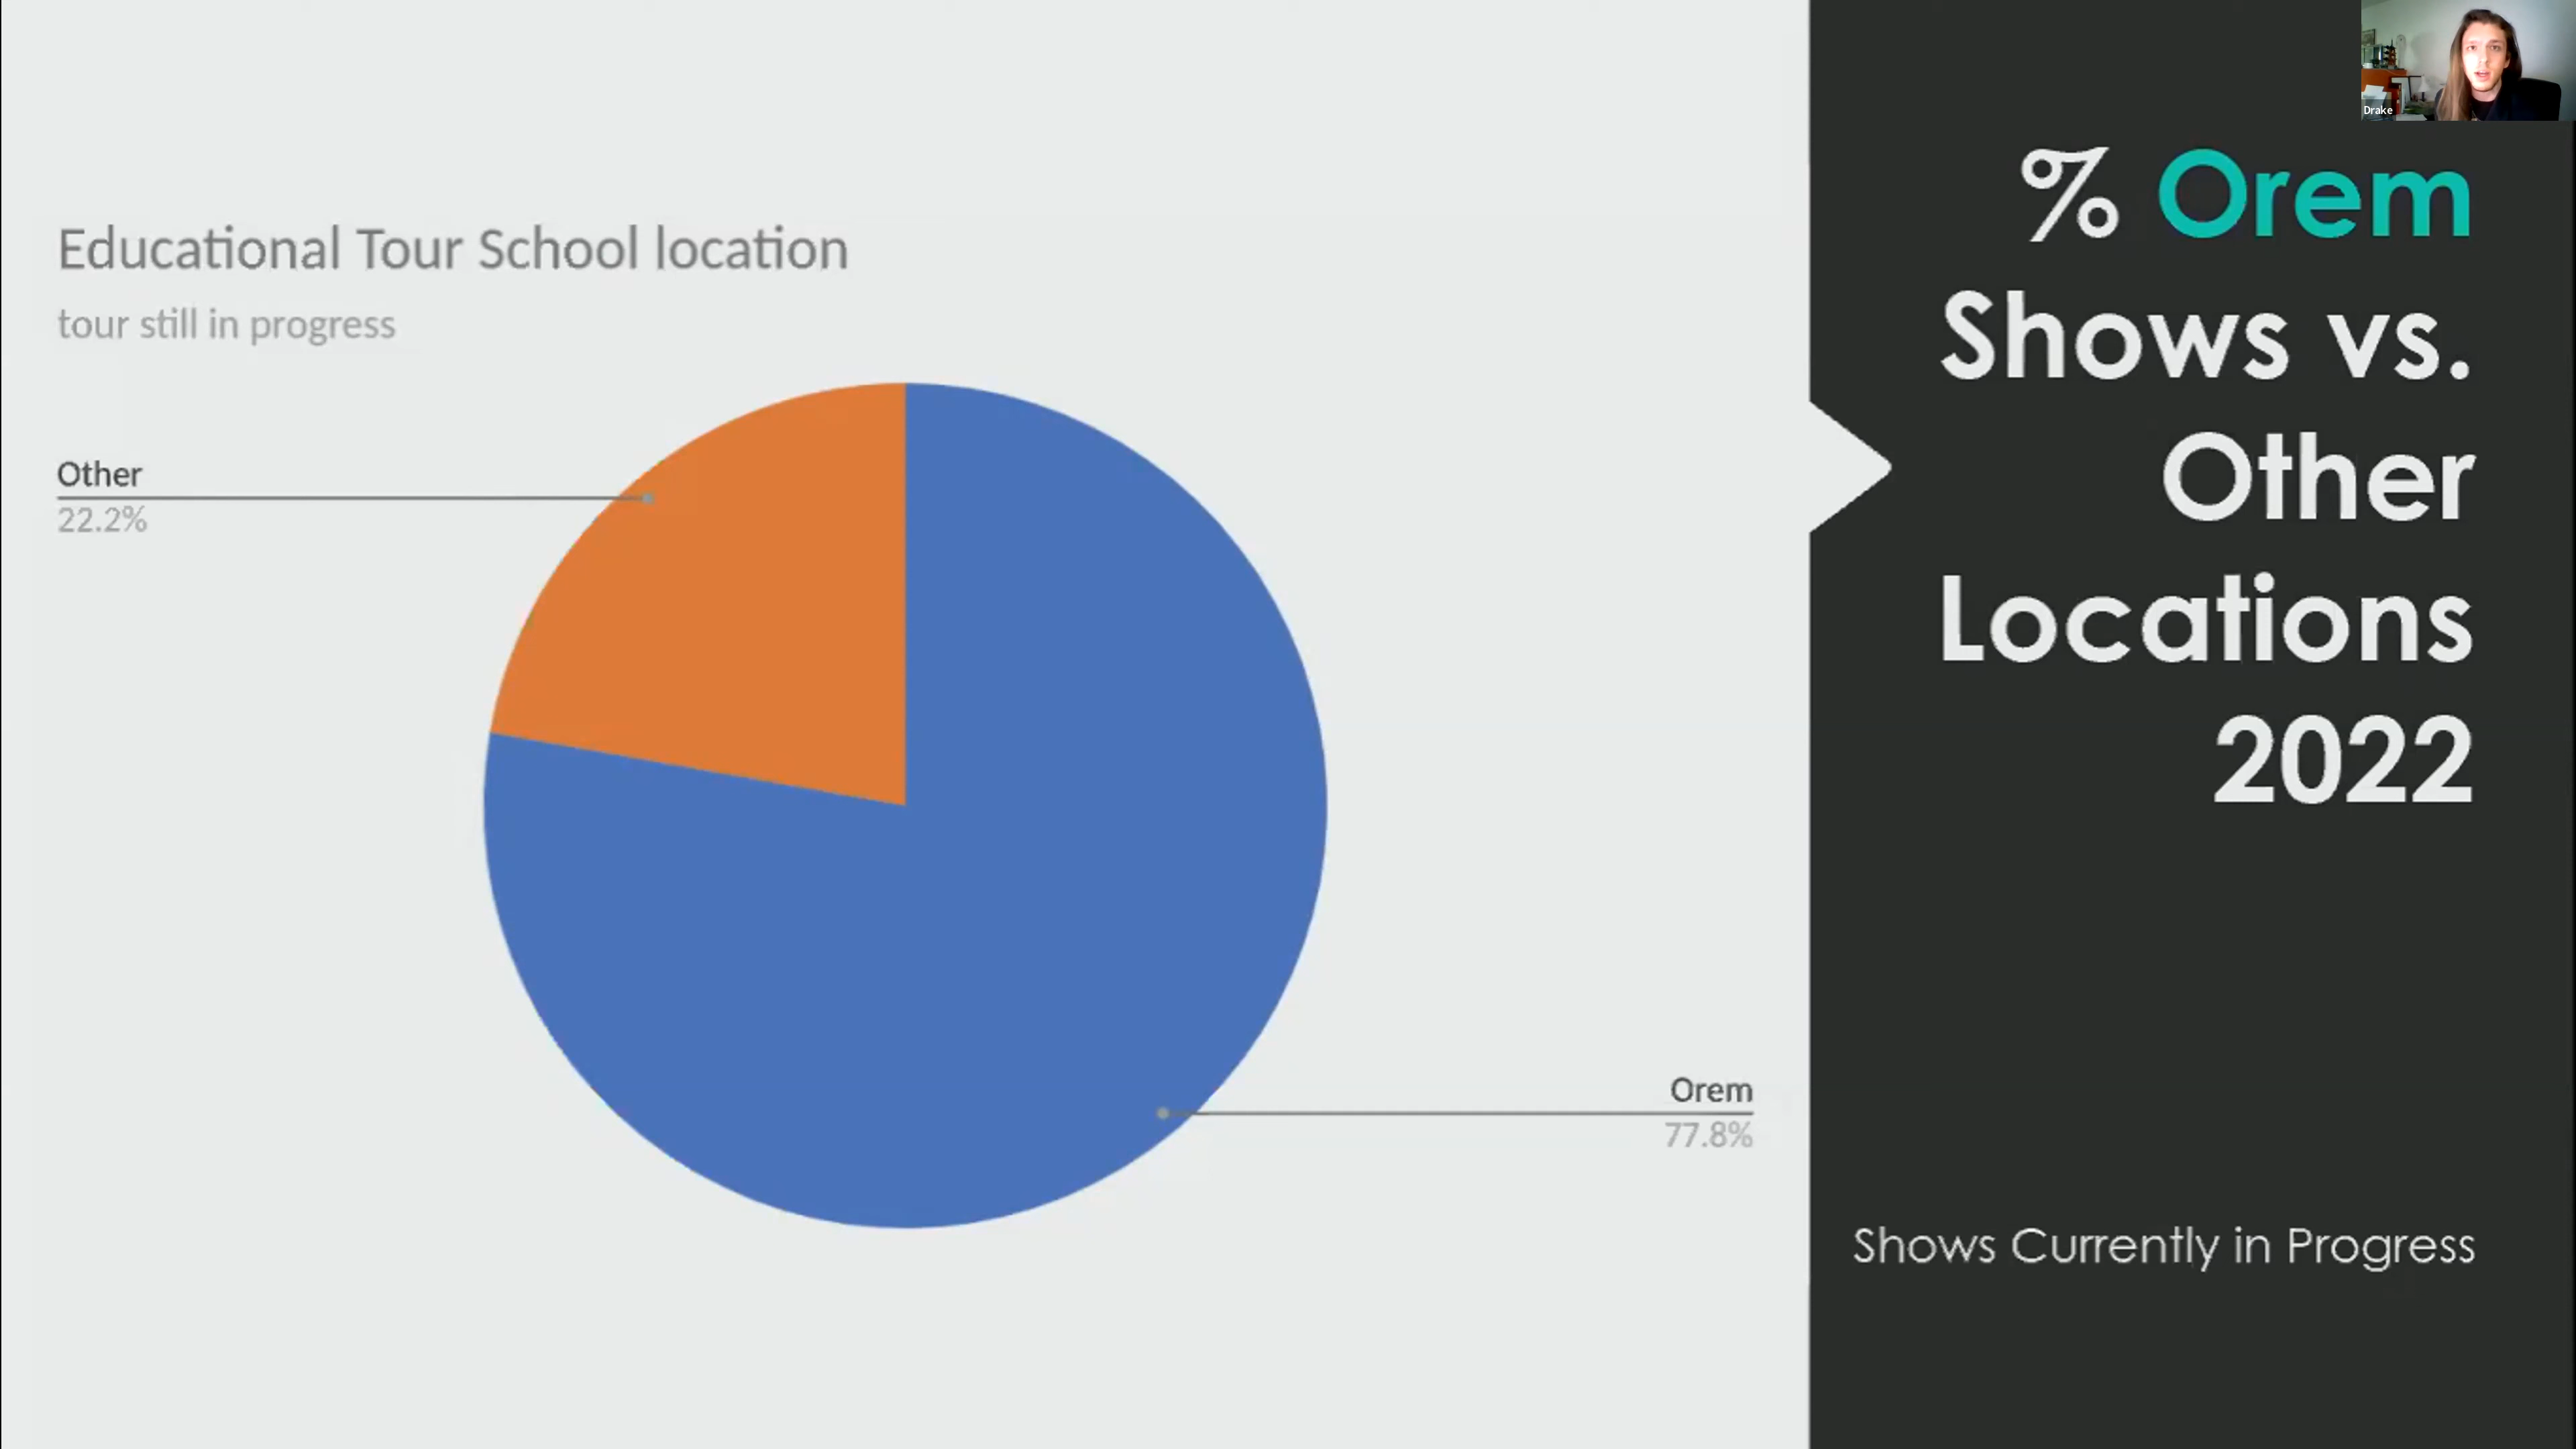 Educational Tour School location
tour still in progress
Other
22.2%
Orem
77.8%
% Orem
Shows vs.
Other
Locations
2022
Shows Currently in Progress
Drake